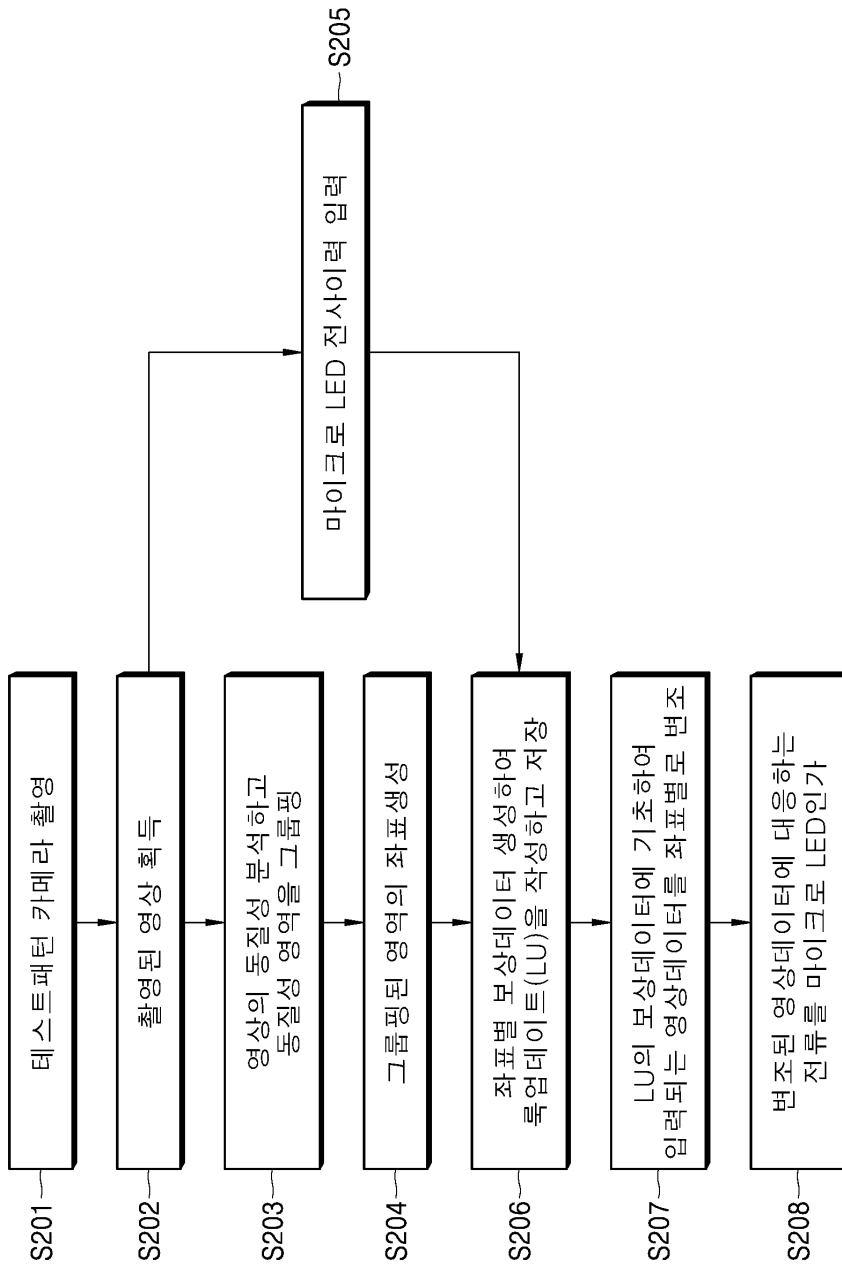 S201
테스트패턴 카메라 촬영
S202
촬영된 영상 획득
S203
영상의 동질성 분석하고
동질성 영역을 그룹핑
S204
그룹핑된 영역의 좌표생성
S205
마이크로 LED 전사이력 입력
S206
좌표별 보상데이터 생성하여
룩업데이트(LU)을 작성하고 저장
S207
LU의 보상데이터에 기초하여
입력되는 영상데이터를 좌표별로 변조
S208
변조된 영상데이터에 대응하는
전류를 마이크로 LED인가